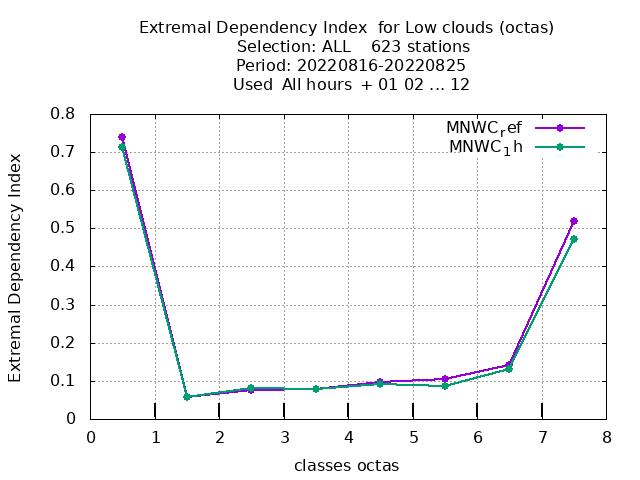 Extremal Dependency Index  for Low clouds (octas)
Selection: ALL    623 stations
Period: 20220816-20220825
Used  All hours  + 01 02 ... 12
MNWC_ref
MNWC_1h
Extremal Dependency Index
0.8
0.7
0.6
0.5
0.4
0.3
0.2
0.1
0
0 1 2 3 4 5 6 7 8
classes octas